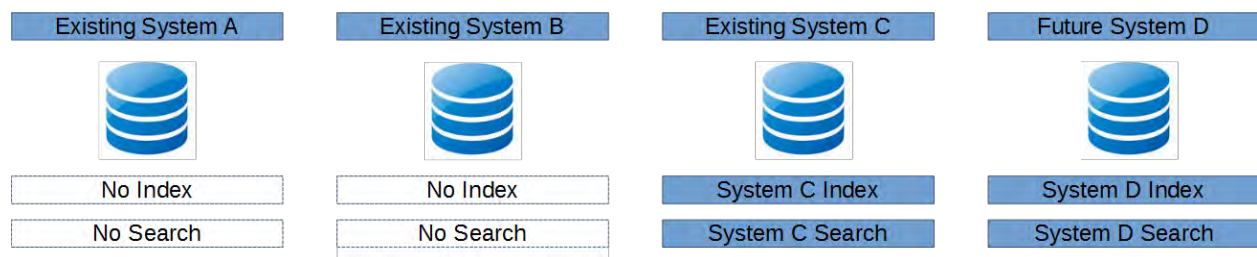 Existing System A
Existing System B
Existing System C
Future System D
No Index
No Index
System C Index
System D Index
No Search
No Search
System C Search
System D Search